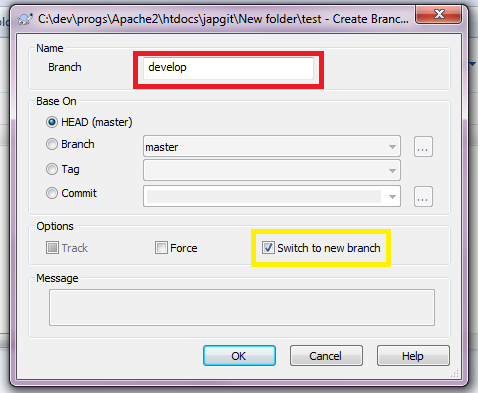 C:\dev\progs\Apache2\htdocs\japgit\New folder\test - Create Branc...
Name
Branch develop
Base On
HEAD (master)
Branch master ...
Tag
Commit ...
Options
Track Force Switch to new branch
Message
OK Cancel Help